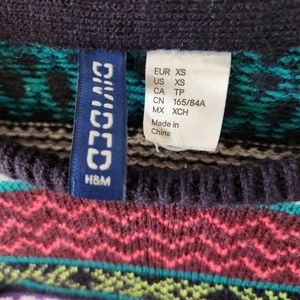 DIVIDED
H&M
EUR XS
US XS
CA TP
CN 165/84A
MX XCH
Made in
China